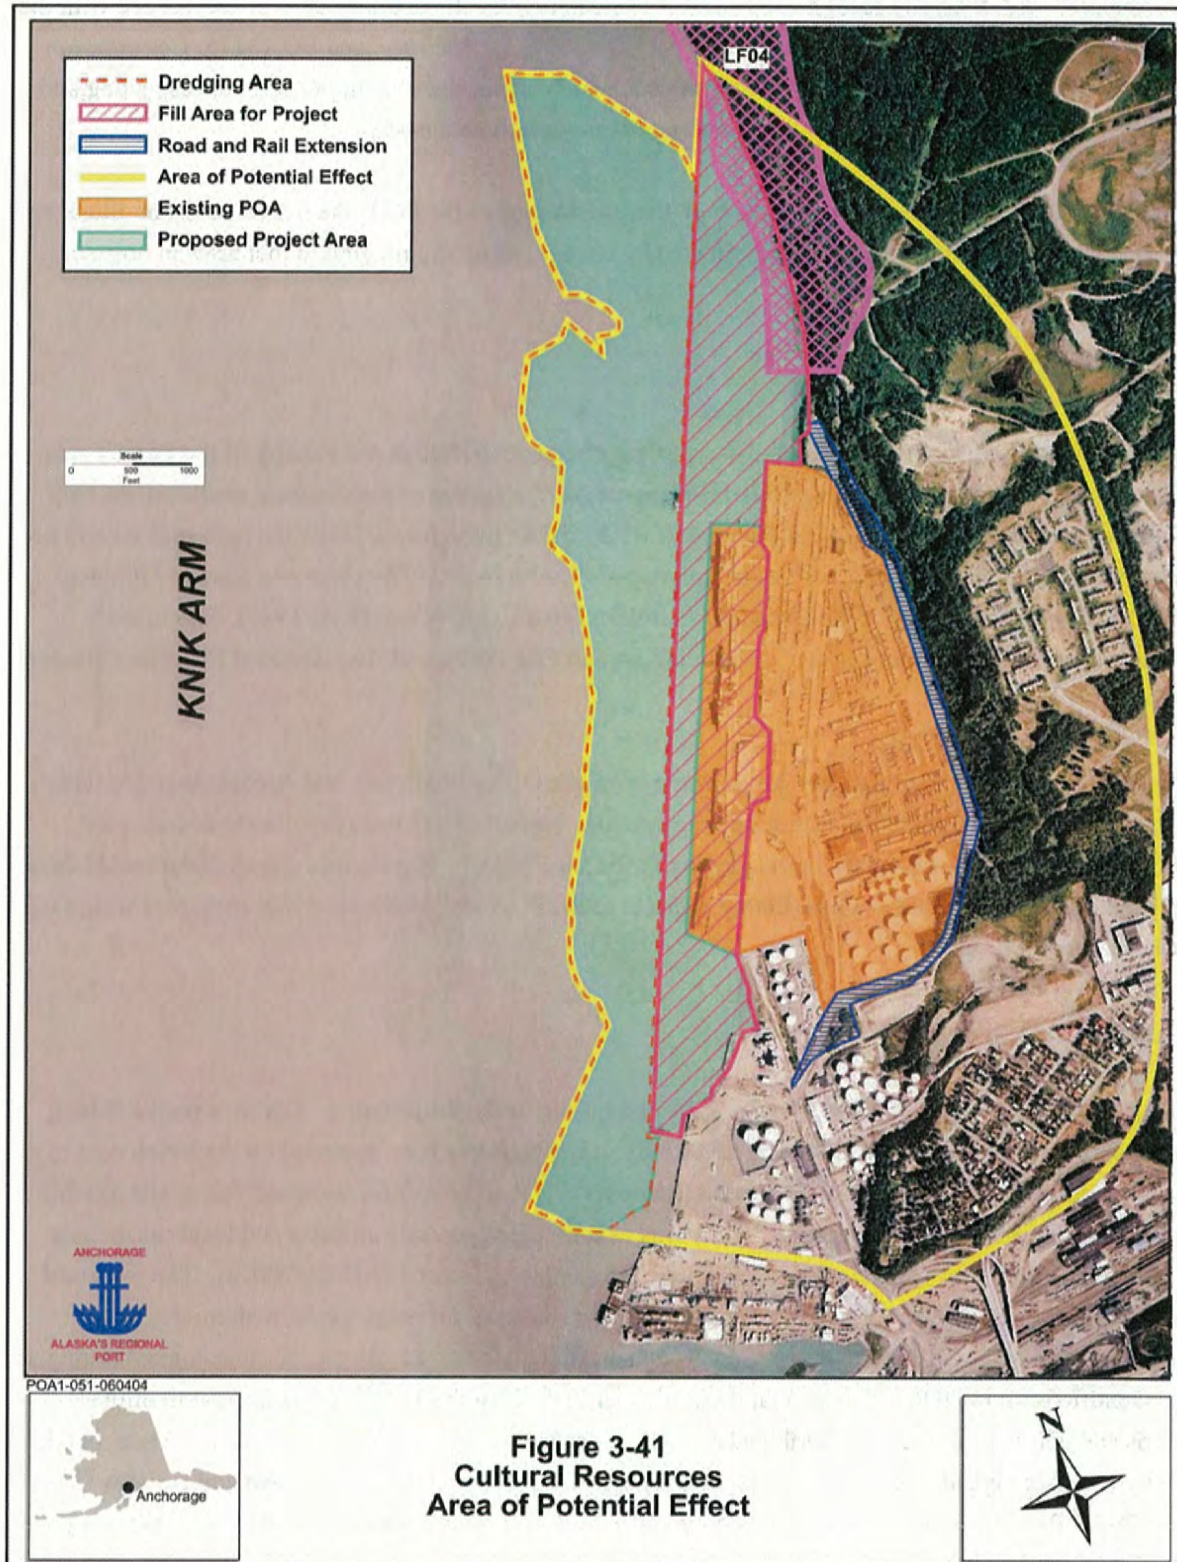 LF04
Dredging Area
Fill Area for Project
Road and Rail Extension
Area of Potential Effect
Existing POA
Proposed Project Area
Scale
0 500 1000
Feet
KNIK ARM
ANCHORAGE
ALASKA'S REGIONAL
PORT
POA1-051-060404
Anchorage
Figure 3-41
Cultural Resources
Area of Potential Effect
N